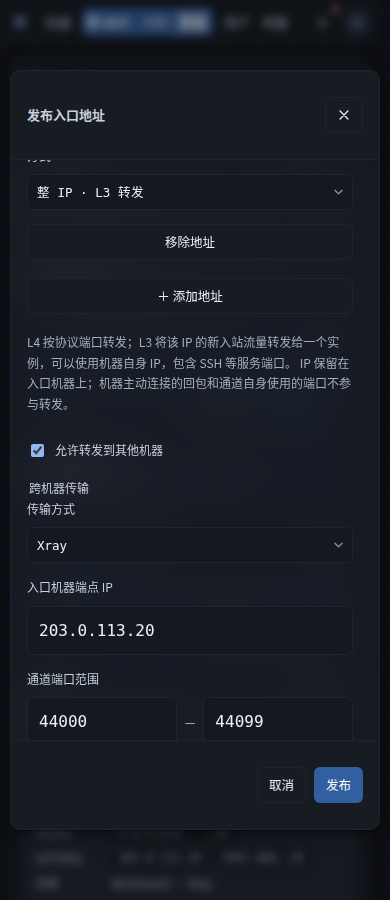 发布入口地址
整 IP · L3 转发
移除地址
＋ 添加地址
L4 按协议端口转发；L3 将该 IP 的新入站流量转发给一个实
例，可以使用机器自身 IP，包含 SSH 等服务端口。 IP 保留在
入口机器上；机器主动连接的回包和通道自身使用的端口不参
与转发。
允许转发到其他机器
跨机器传输
传输方式
Xray
入口机器端点 IP
203.0.113.20
通道端口范围
44000 — 44099
取消 发布